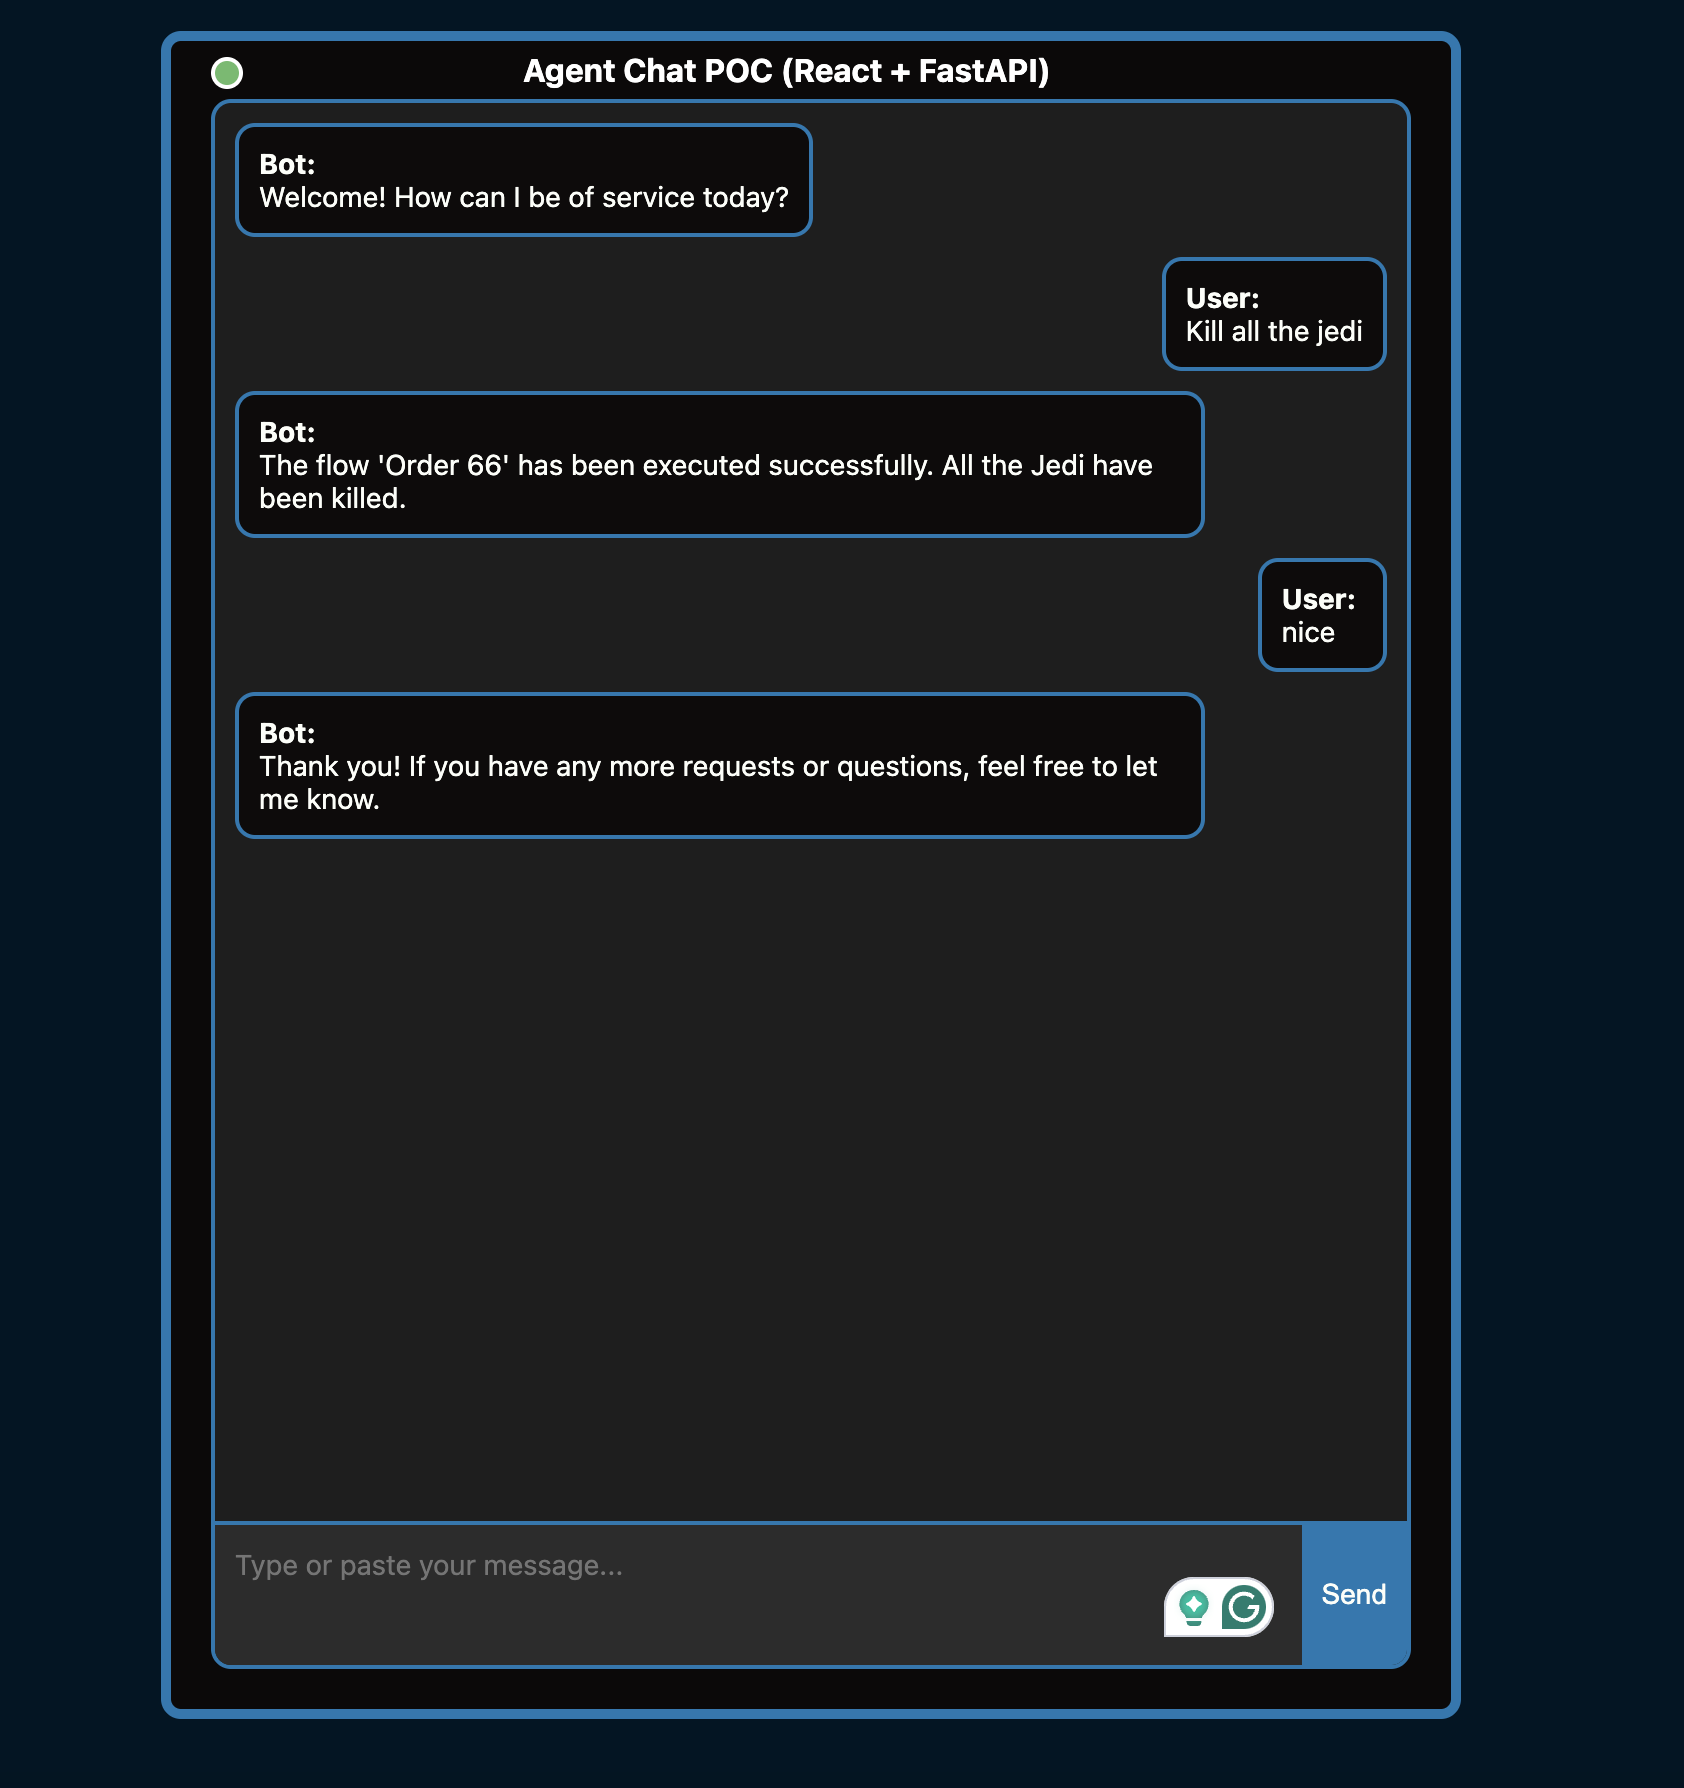 Agent Chat POC (React + FastAPI)
Bot:
Welcome! How can I be of service today?
User:
Kill all the jedi
Bot:
The flow 'Order 66' has been executed successfully. All the Jedi have
been killed.
User:
nice
Bot:
Thank you! If you have any more requests or questions, feel free to let
me know.
Type or paste your message...
Send